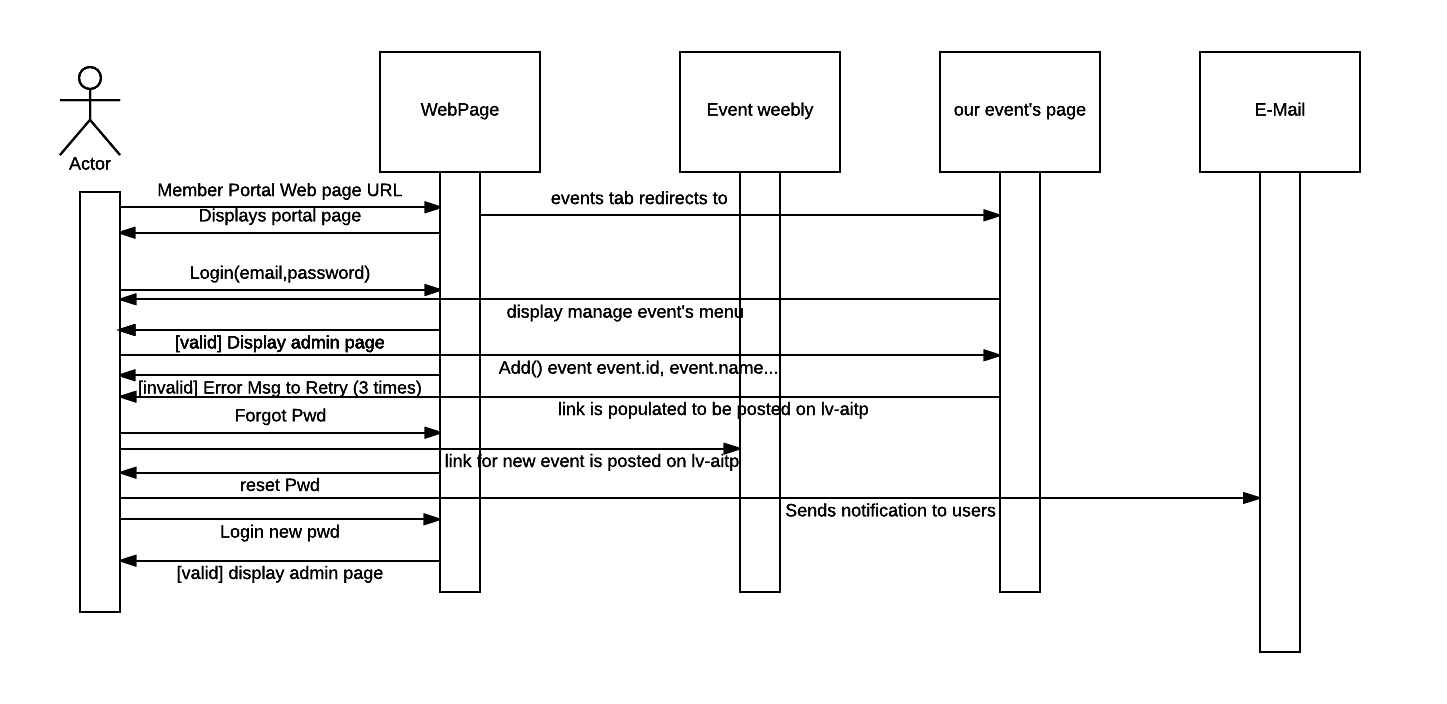 WebPage
Event weebly
our event's page
E-Mail
Actor
Member Portal Web page URL
events tab redirects to
Displays portal page
Login(email,password)
display manage event's menu
[valid] Display admin page
Add() event event.id, event.name...
[invalid] Error Msg to Retry (3 times)
link is populated to be posted on lv-aitp
Forgot Pwd
link for new event is posted on lv-aitp
reset Pwd
Sends notification to users
Login new pwd
[valid] display admin page